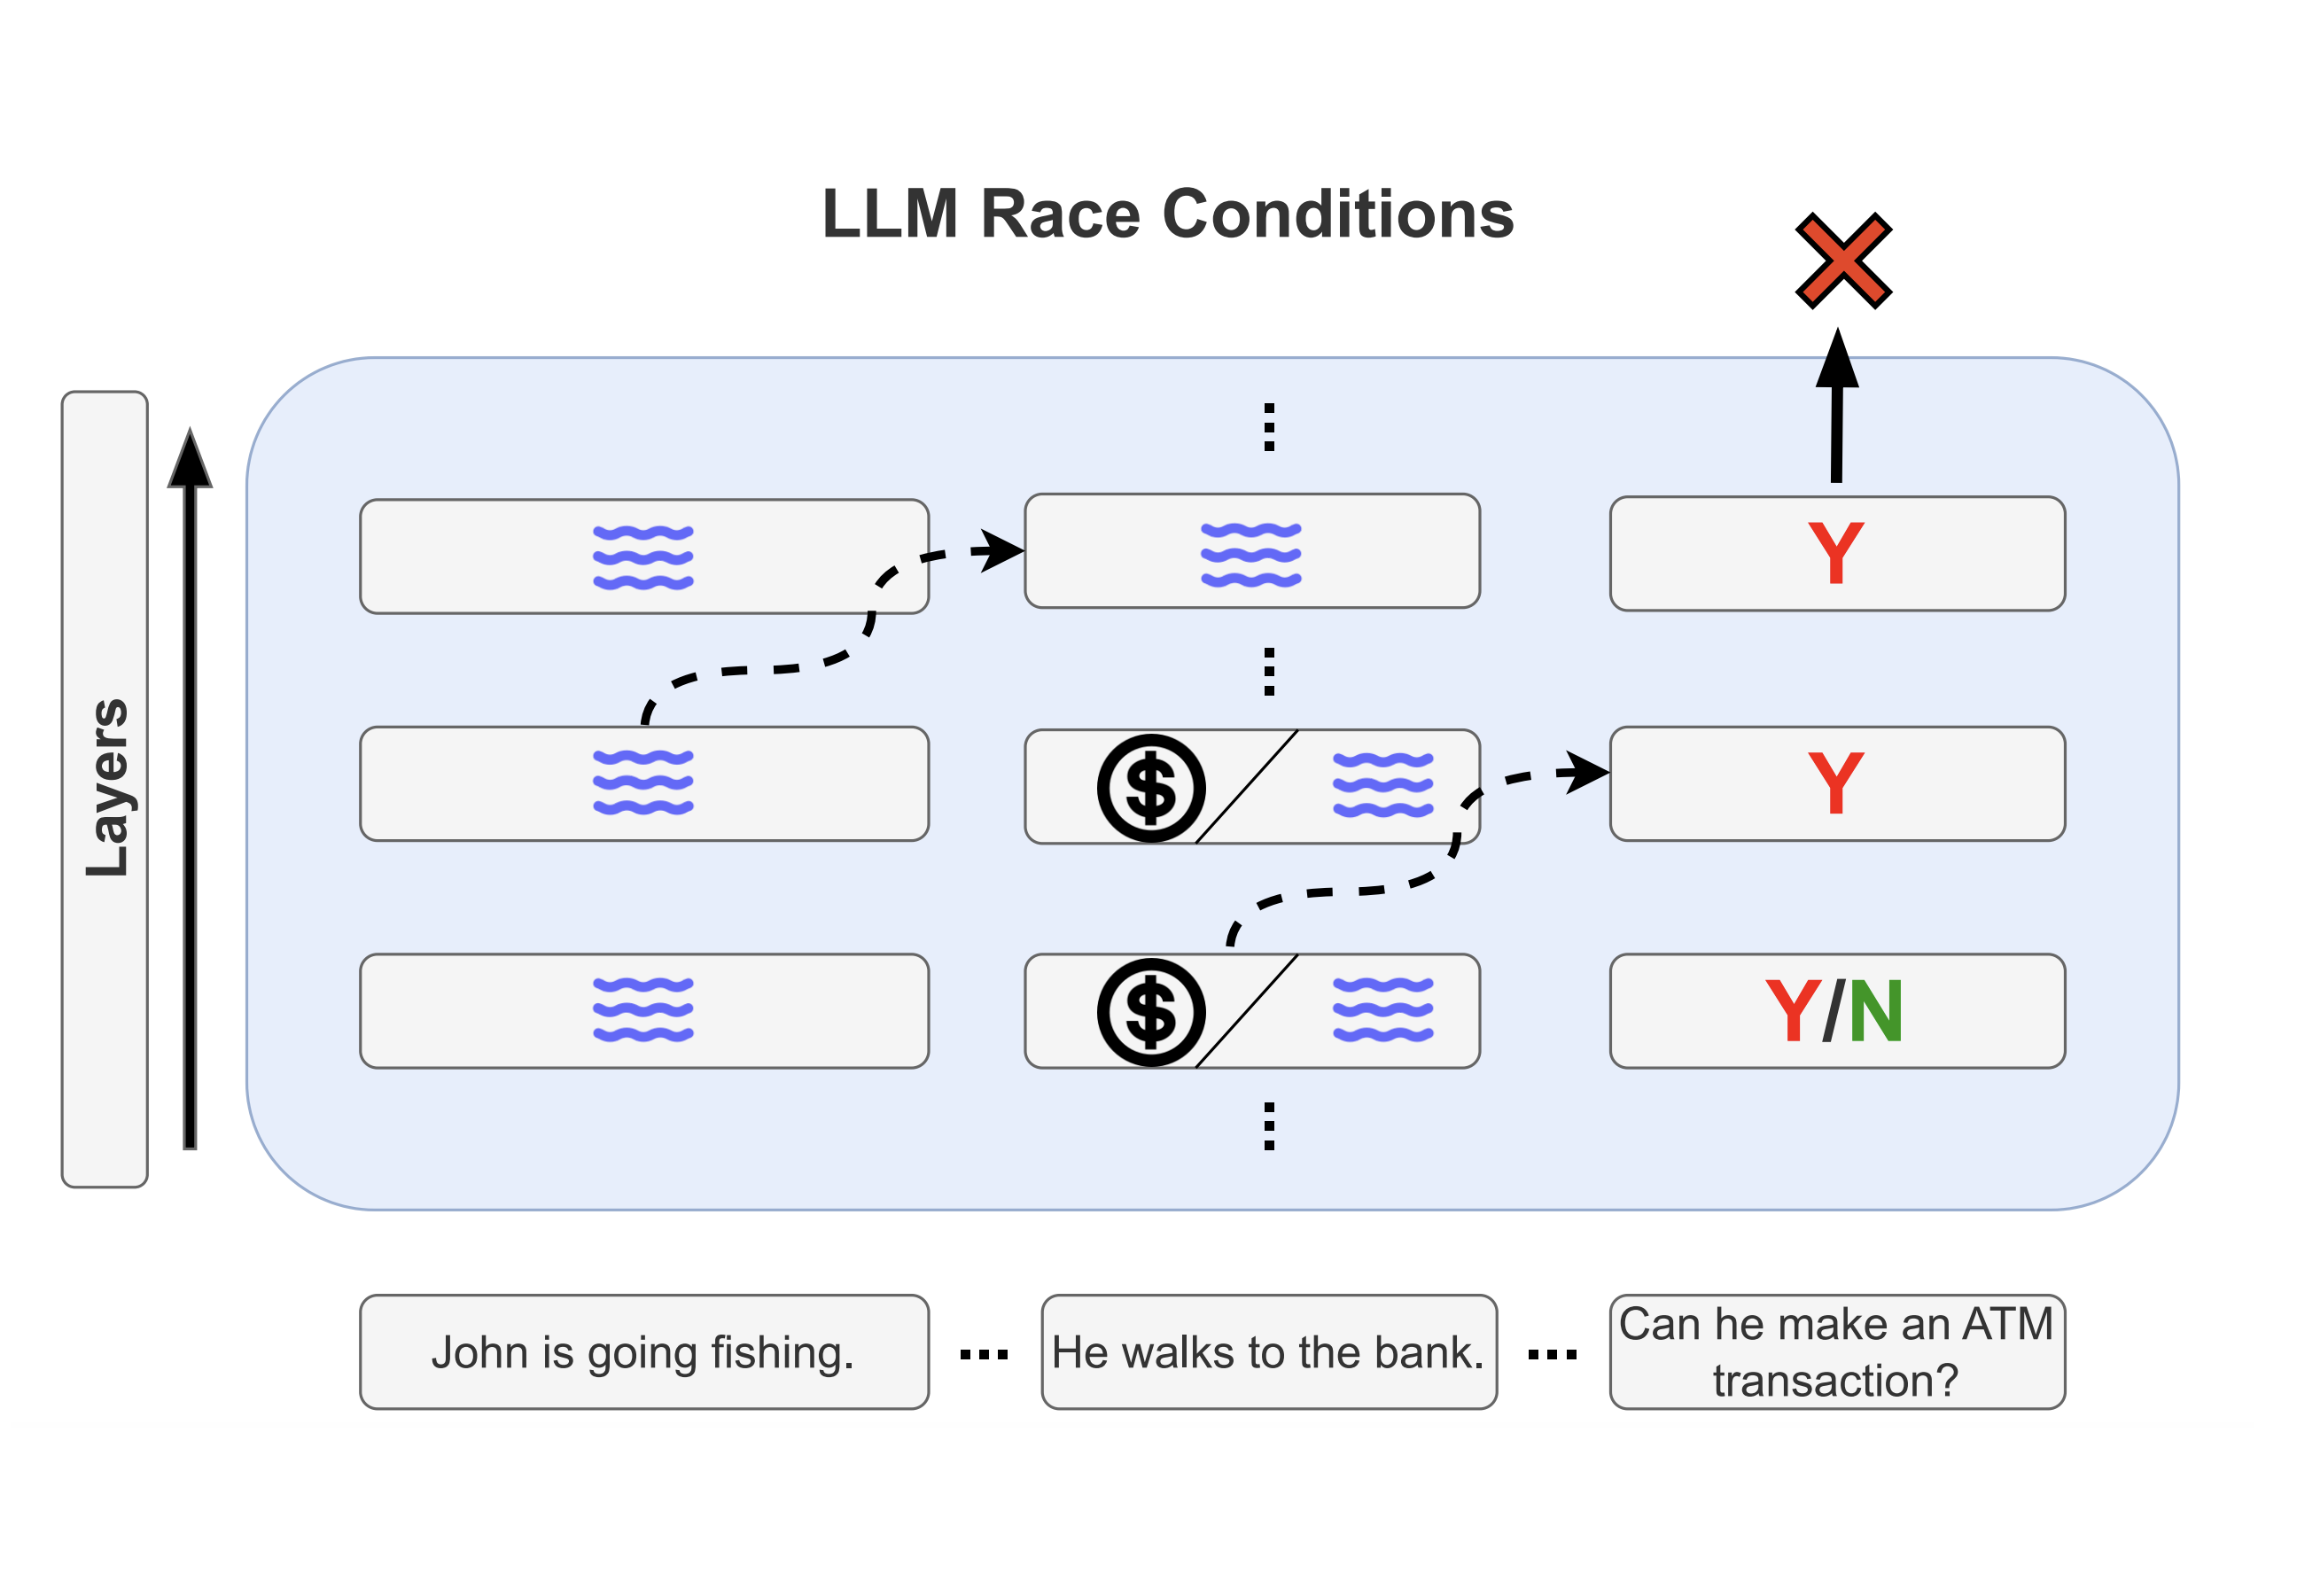 LLM Race Conditions
Layers
Y
$
Y
$
Y/N
John is going fishing.
...
He walks to the bank.
...
Can he make an ATM
transaction?